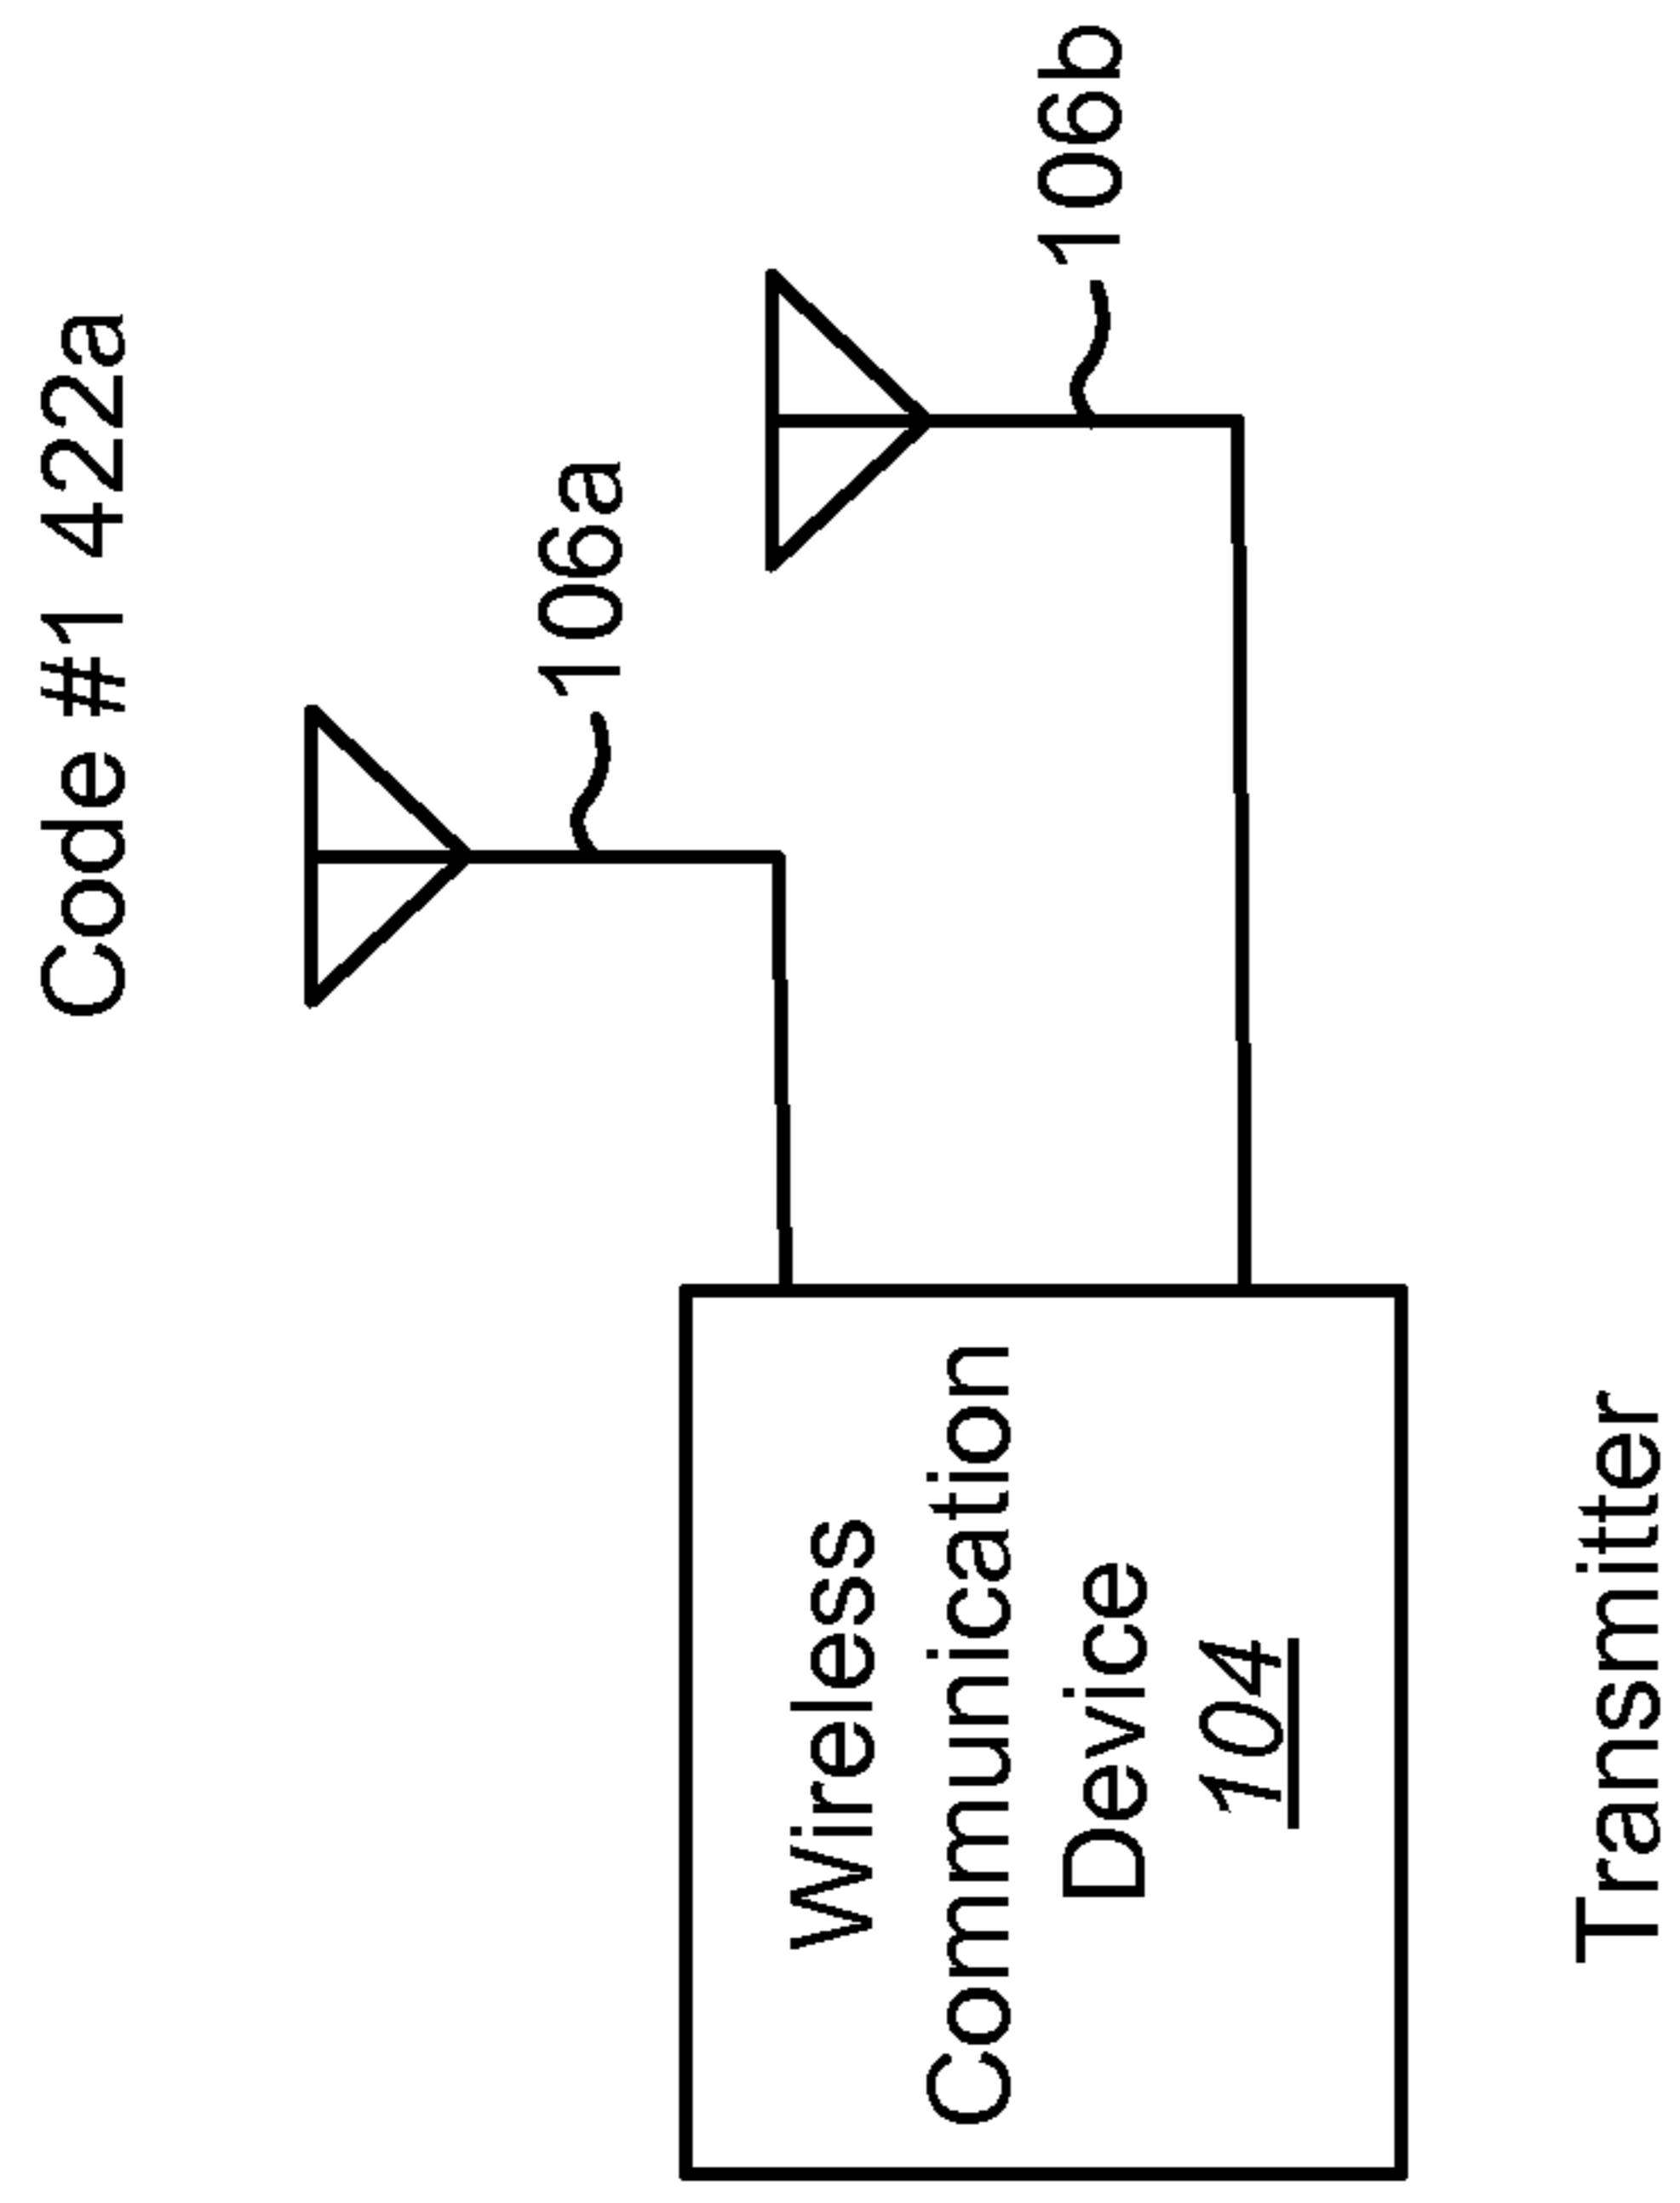 Code #1 422a
106a
106b
Wireless
Communication
Device
104
Transmitter